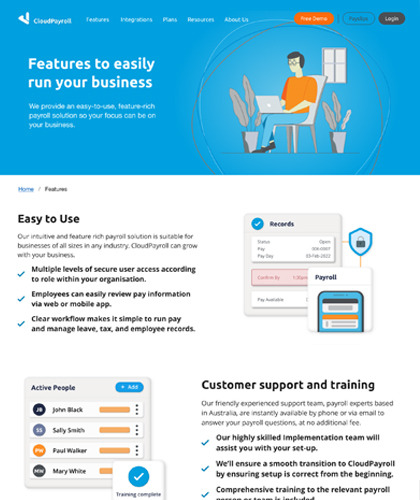 CloudPayroll
Features
Integrations
Plans
Resources
About Us
Free Demo
Login
Features to easily
run your business
We provide an easy-to-use, feature-rich
payroll solution so your focus can be on
your business.
Home / Features
Easy to Use
Our intuitive and feature rich payroll solution is suitable for
businesses of all sizes in any industry. CloudPayroll can grow
with your business.
Multiple levels of secure user access according
to role within your organisation.
Employees can easily review pay information
via web or mobile app.
Clear workflow makes it simple to run pay
and manage leave, tax, and employee records.
Records
Status Open
Pay 006-0007
Pay Day 03-Feb-2022
Confirm By 1:30pm
Pay Available
Payroll
Active People
+ Add
JB John Black
SS Sally Smith
PW Paul Walker
MW Mary White
Training complete
Customer support and training
Our friendly experienced support team, payroll experts based
in Australia, are instantly available by phone or via email to
answer your payroll questions, at no additional fee.
Our highly skilled Implementation team will
assist you with your set-up.
We'll ensure a smooth transition to CloudPayroll
by ensuring setup is correct from the beginning.
Comprehensive training to the relevant payroll
person or team is included.